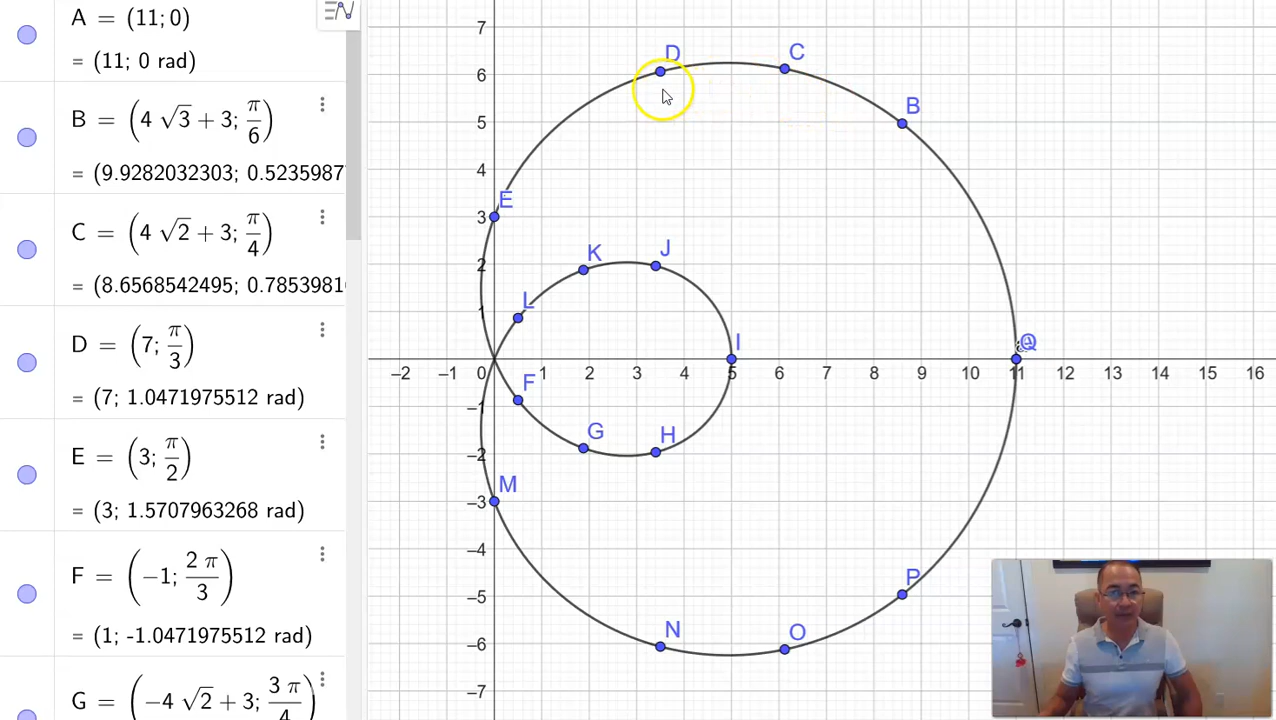 A = (11; 0)
= (11; 0 rad)
B = (4 √3 + 3; π/6)
= (9.9282032303; 0.5235987
C = (4 √2 + 3; π/4)
= (8.6568542495; 0.7853981
D = (7; π/3)
= (7; 1.0471975512 rad)
E = (3; π/2)
= (3; 1.5707963268 rad)
F = (−1; 2 π/3)
= (1; -1.0471975512 rad)
G = (−4 √2 + 3; 3 π/4)
7
D
C
6
B
5
4
E
3
K
J
2
L
1
I
Q
−2 −1 0 1 2 3 4 5 6 7 8 9 10 11 12 13 14 15 16
F
−1
G
H
−2
M
−3
−4
P
−5
N
O
−6
−7